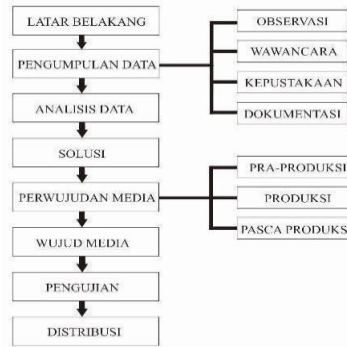 LATAR BELAKANG
PENGUMPULAN DATA
ANALISIS DATA
SOLUSI
PERWUJUDAN MEDIA
WUJUD MEDIA
PENGUJIAN
DISTRIBUSI
OBSERVASI
WAWANCARA
KEPUSTAKAAN
DOKUMENTASI
PRA-PRODUKSI
PRODUKSI
PASCA PRODUKSI